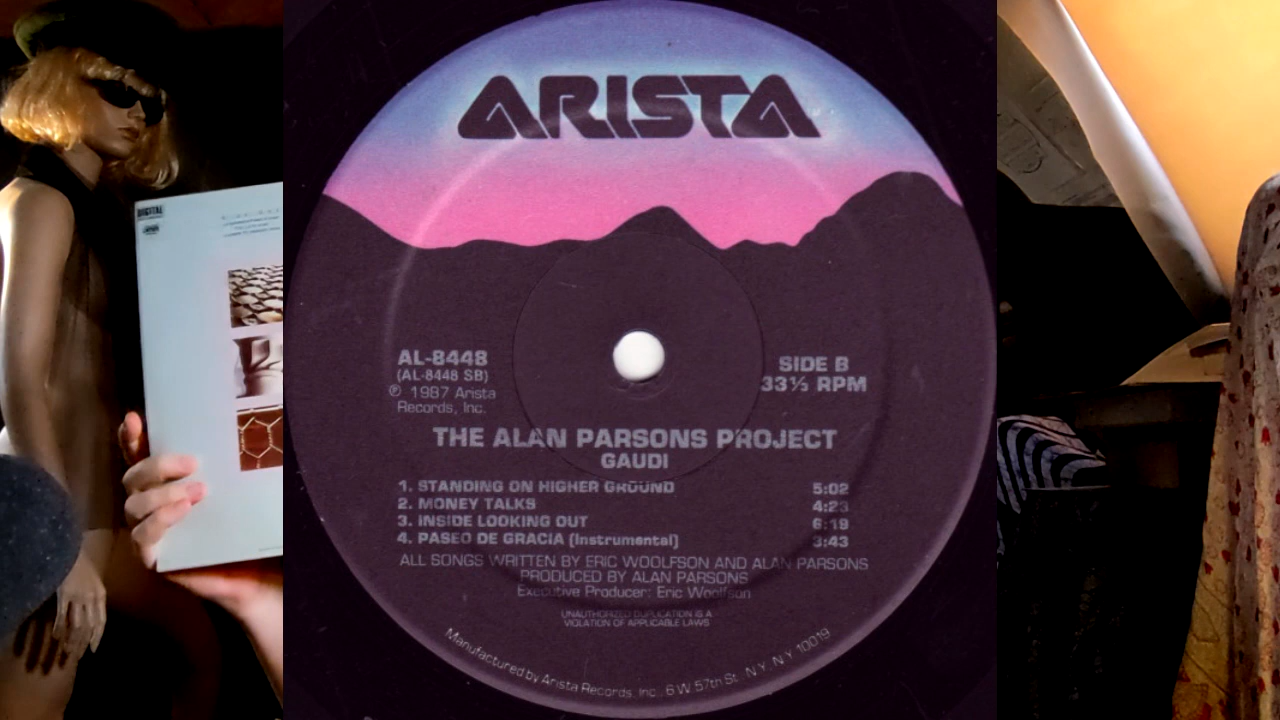 DIGITAL
ARISTA
AL-8448
(AL-8448 SB)
℗ 1987 Arista
Records, Inc.
SIDE B
33⅓ RPM
THE ALAN PARSONS PROJECT
GAUDI
1. STANDING ON HIGHER GROUND 5:02
2. MONEY TALKS 4:23
3. INSIDE LOOKING OUT 6:19
4. PASEO DE GRACIA (Instrumental) 3:43
ALL SONGS WRITTEN BY ERIC WOOLFSON AND ALAN PARSONS
PRODUCED BY ALAN PARSONS
Executive Producer: Eric Woolfson
UNAUTHORIZED DUPLICATION IS A
VIOLATION OF APPLICABLE LAWS
Manufactured by Arista Records, Inc., 6 W. 57th St., N.Y., N.Y. 10019